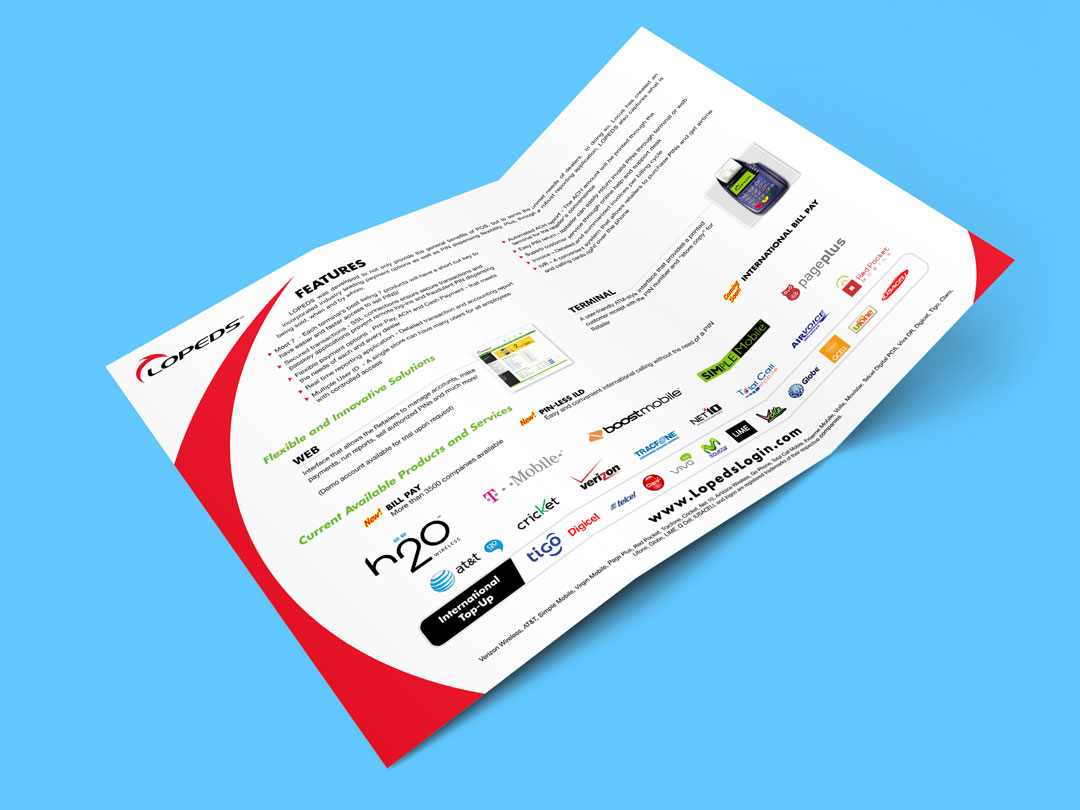 LOPEDS
FEATURES
LOPEDS was developed to not only provide the general benefits of POS, but to serve the unmet needs of dealers. In doing so, Locus has created an
incorporated industry leading payment options as well as PIN dispensing flexibility. Plus, through a robust reporting application, LOPEDS also captures what is
being sold, when and by whom.
Most 7 - Each terminal's best selling 7 products will have a short cut key to
have easier and faster access to sell PINS!
Secured transactions - SSL connections ensure secure transactions and
passkey applications prevent remote log-ins and fraudulent PIN dispensing
Flexible payment options - Pre Pay, ACH and Cash Payment - that meets
the needs of each and every dealer
Real time reporting application - Detailed transaction and accounting report
Multiple User ID - A single store can have many users for all employees
with controlled access
Automated ACH report - The ACH amount will be printed through the
terminal for the retailer's convenience
Easy PIN return - Retailer can easily return invalid PINs through terminal or web
Superb customer service through online help and support desk
Invoice - Detailed and summarized invoices per billing cycle
IVR - A convenient system that allows retailers to purchase PINs and get airtime
and calling cards right over the phone
Flexible and Innovative Solutions
WEB
Interface that allows the Retailers to manage accounts, make
payments, run reports, sell authorized PINs and much more!
(Demo account available for trial upon request)
TERMINAL
A user-friendly ATM-style interface that provides a printed
customer receipt with the PIN number and "store copy" for
Retailer
Current Available Products and Services
New! BILL PAY
More than 3500 companies available
New! PIN-LESS ILD
Easy and convenient international calling without the need of a PIN
Coming Soon! INTERNATIONAL BILL PAY
h2O WIRELESS
T··Mobile·
boostmobile
SIMPLE Mobile
pageplus
at&t
go
cricket
verizon
TRACFONE
NET10
Total Call
AIRVOICE
RedPocket
MOBILE
International
Top-Up
tiGO
Digicel
telcel
Claro
VIVA
movistar
LIME
Globe
Ufone
IUSACELL
www.LopedsLogin.com
Verizon Wireless, AT&T, Simple Mobile, Virgin Mobile, Page Plus, Red Pocket, Tracfone, Cricket, Net 10, AirVoice Wireless, Go Phone, Total Call Mobile, Boost Mobile, Viva, Movistar, Telcel Digital PCS, Viva DR, Digicel, Tigo, Claro,
Ufone, Globe, LIME, Q Cell, IUSACELL and logos are registered trademarks of their respective companies.